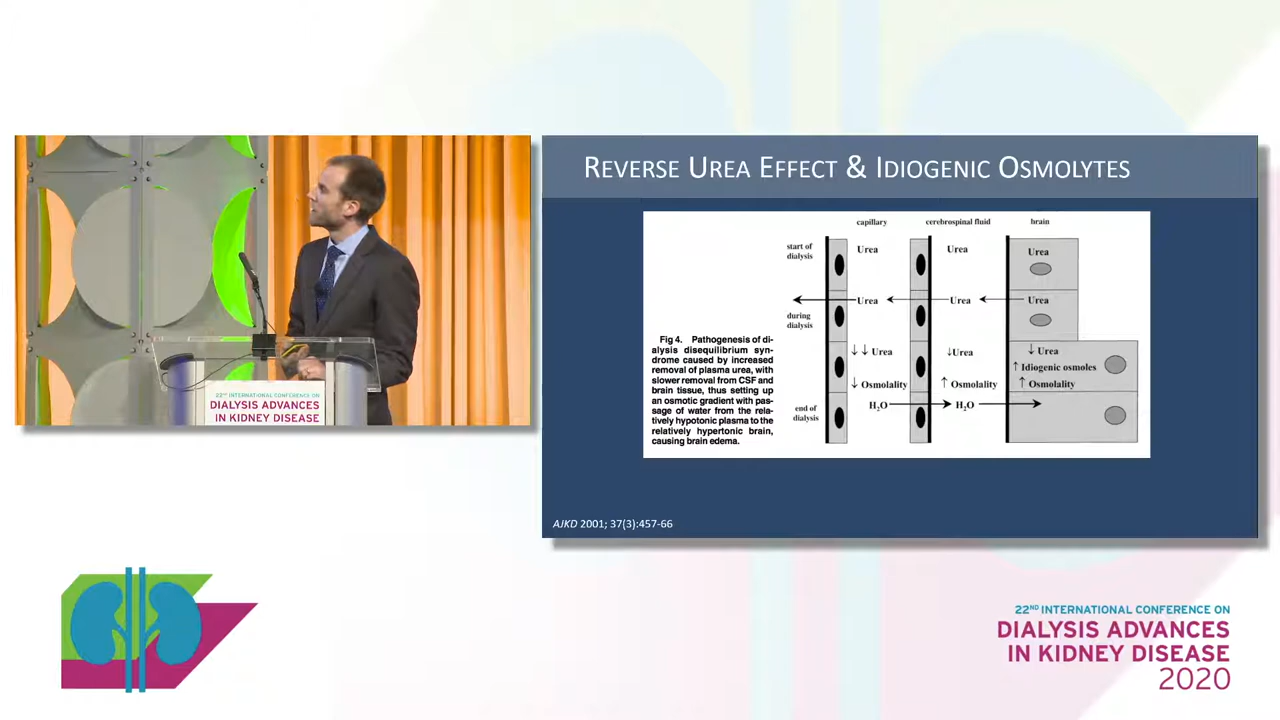 22ND INTERNATIONAL CONFERENCE ON
DIALYSIS ADVANCES
IN KIDNEY DISEASE
REVERSE UREA EFFECT & IDIOGENIC OSMOLYTES
capillary cerebrospinal fluid brain
start of
dialysis
Urea Urea Urea
Urea Urea Urea
during
dialysis
↓ ↓ Urea ↓Urea ↓ Urea
↑ Idiogenic osmoles
↓ Osmolality ↑ Osmolality ↑ Osmolality
end of
dialysis
H₂O H₂O
Fig 4. Pathogenesis of di-
alysis disequilibrium syn-
drome caused by increased
removal of plasma urea, with
slower removal from CSF and
brain tissue, thus setting up
an osmotic gradient with pas-
sage of water from the rela-
tively hypotonic plasma to the
relatively hypertonic brain,
causing brain edema.
AJKD 2001; 37(3):457-66
22ND INTERNATIONAL CONFERENCE ON
DIALYSIS ADVANCES
IN KIDNEY DISEASE
2020